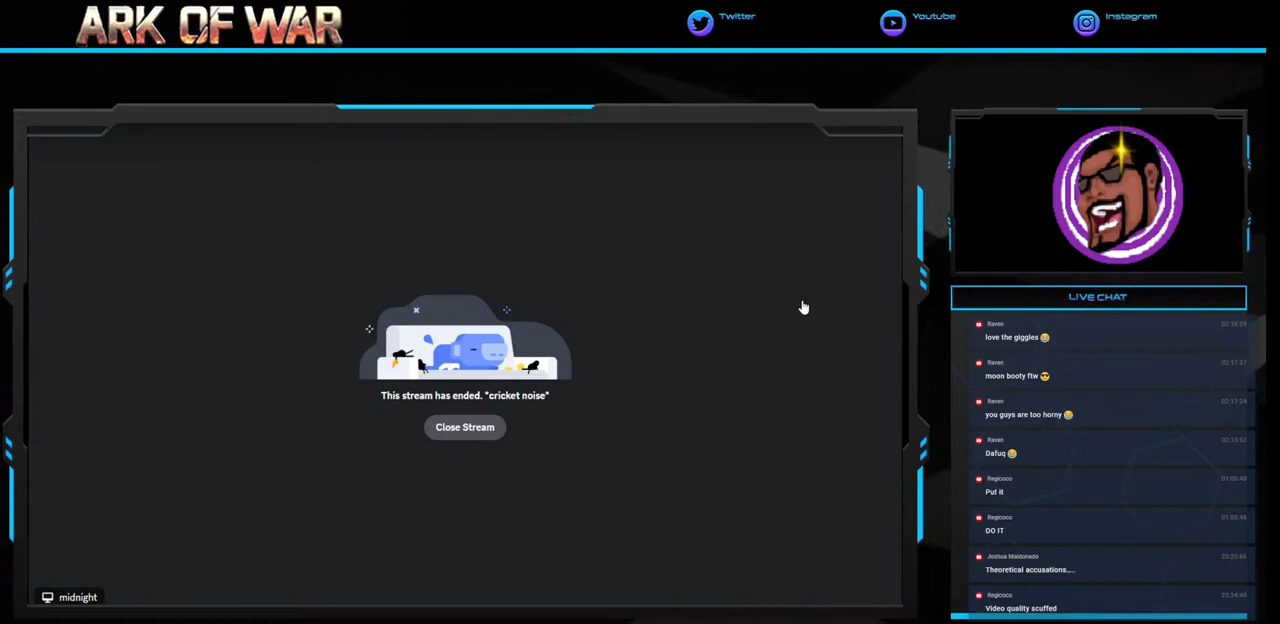 ARK OF WAR
Twitter
Youtube
Instagram
This stream has ended. *cricket noise*
Close Stream
midnight
LIVE CHAT
Raven 02:18:29
love the giggles 😂
Raven 02:17:37
moon booty ftw 😎
Raven 02:17:24
you guys are too horny 😂
Raven 02:15:52
Dafuq 😂
Regicoco 01:03:48
Put it
Regicoco 01:03:43
DO IT
Joshua Maldonado 23:23:56
Theoretical accusations....
Regicoco 23:34:40
Video quality scuffed